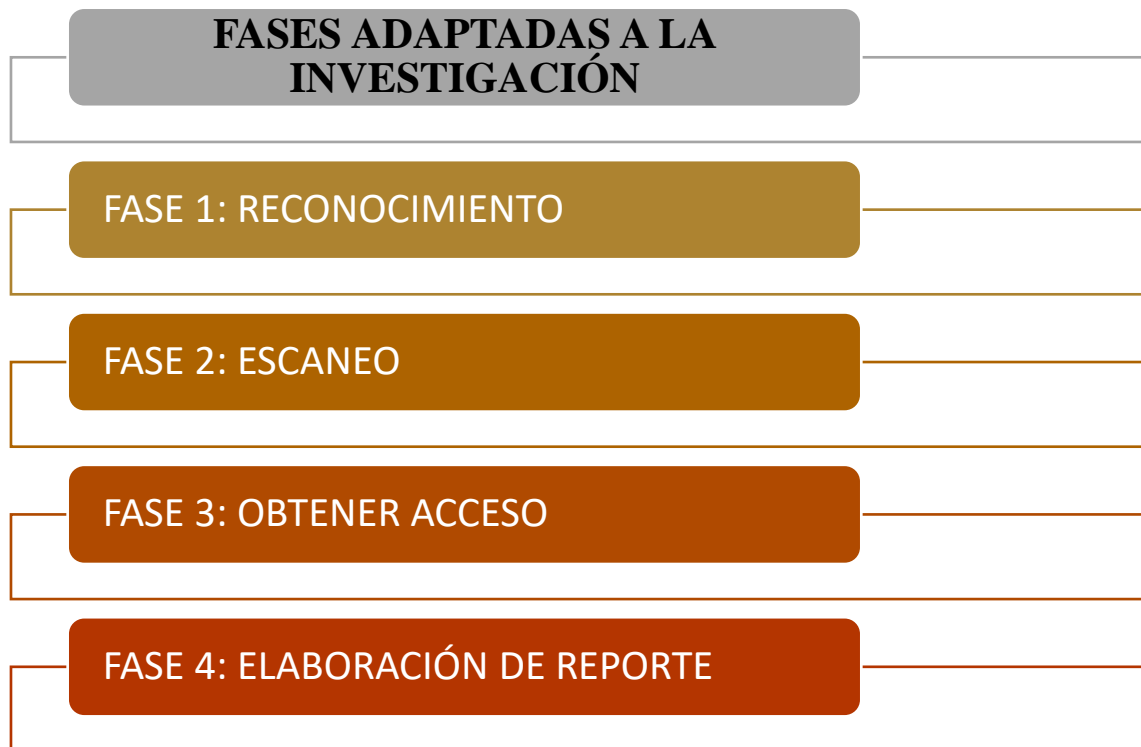 FASES ADAPTADAS A LA
INVESTIGACIÓN
FASE 1: RECONOCIMIENTO
FASE 2: ESCANEO
FASE 3: OBTENER ACCESO
FASE 4: ELABORACIÓN DE REPORTE